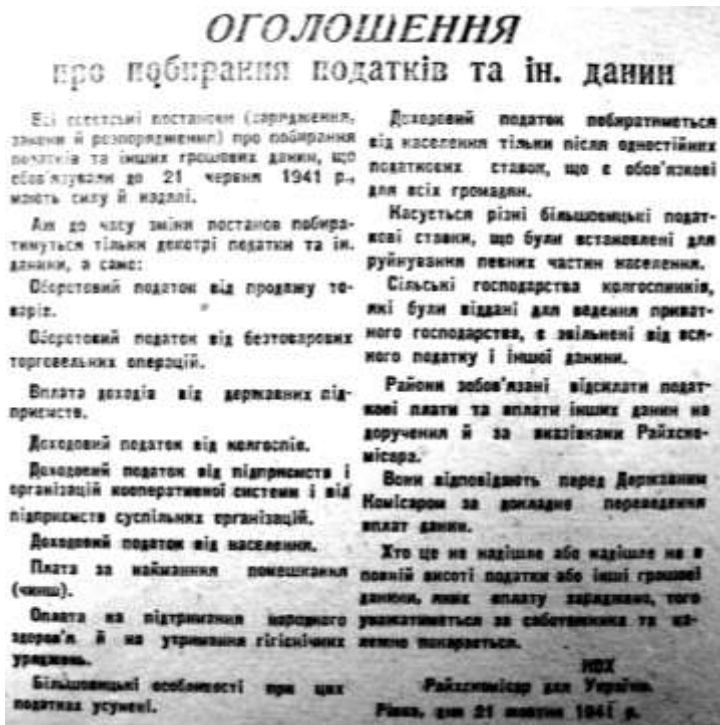 ОГОЛОШЕННЯ
про побирання податків та ін. данин
Всі совєтські постанови (зарядження,
закони й розпорядження) про побирання
податків та інших грошових данин, що
обов'язували до 21 червня 1941 р.,
мають силу й надалі.
Аж до часу зміни постанов побира-
тимуться тільки декотрі податки та ін.
данини, а саме:
Оборотовий податок від продажу то-
варів.
Оборотовий податок від безтоварових
торговельних операцій.
Вплата доходів від державних під-
приємств.
Доходовий податок від колгоспів.
Доходовий податок від підприємств і
організацій кооперативної системи і від
підприємств суспільних організацій.
Доходовий податок від населення.
Плата за наймання помешкання
(чинш).
Оплата на підтримання народного
здоров'я й на утримання гігієнічних
уряджень.
Більшовицькі особливості при цих
податках усунені.
Доходовий податок побиратиметься
від населення тільки після одностійних
податкових ставок, що є обов'язкові
для всіх громадян.
Касується різні більшовицькі подат-
кові ставки, що були встановлені для
руйнування певних частин населення.
Сільські господарства колгоспників,
які були віддані для ведення приват-
ного господарства, є звільнені від вся-
кого податку і іншої данини.
Райони зобов'язані відсилати подат-
кові плати та вплати інших данин на
доручення й за вказівками Райхско-
місара.
Вони відповідають перед Державним
Комісаром за докладне переведення
вплат данин.
Хто це не надішле або надішле не в
повній висоті податки або інші грошові
данини, яких вплату заряджено, того
уважатиметься за саботажника та на-
лежно покарається.
КОХ
Райхскомісар для України.
Рівне, дня 21 жовтня 1941 р.